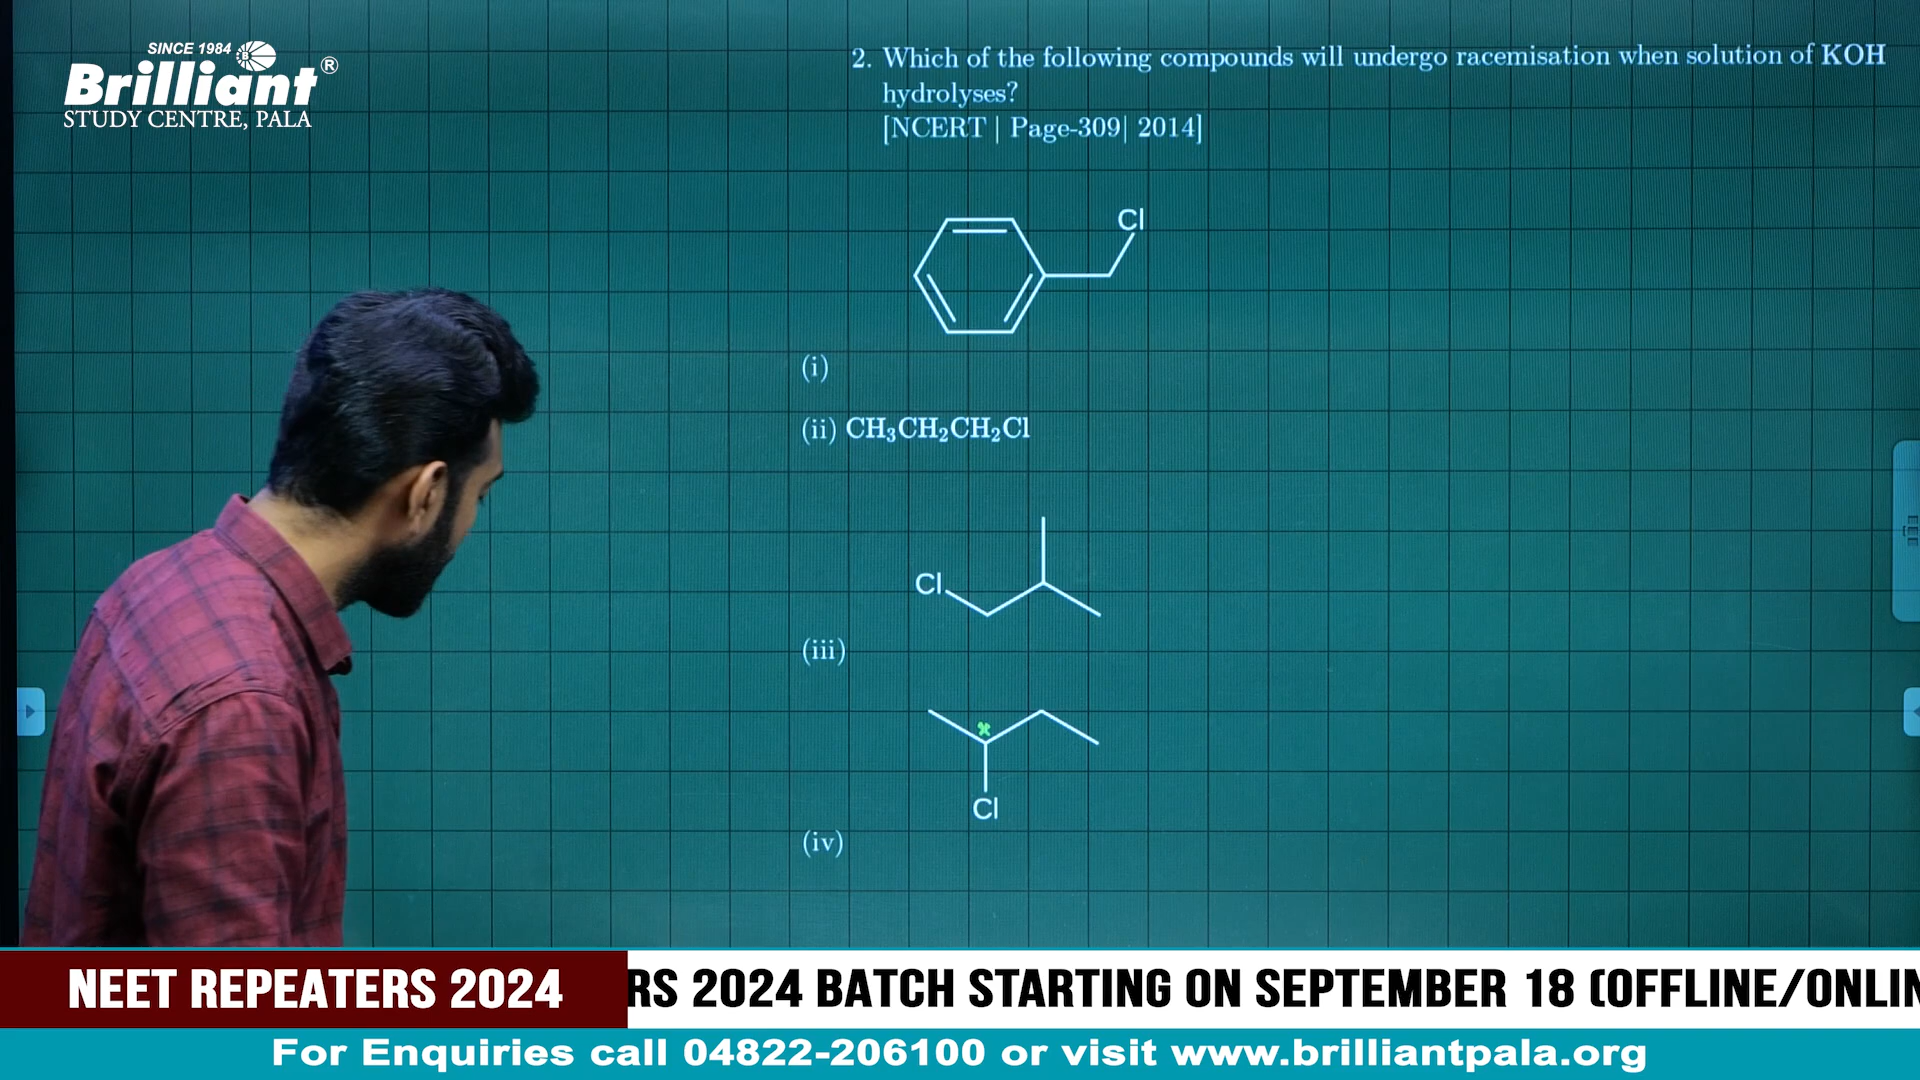 SINCE 1984
Brilliant®
STUDY CENTRE, PALA
2. Which of the following compounds will undergo racemisation when solution of KOH
hydrolyses?
[NCERT | Page-309| 2014]
Cl
(i)
(ii) CH₃CH₂CH₂Cl
Cl
(iii)
Cl
(iv)
NEET REPEATERS 2024
RS 2024 BATCH STARTING ON SEPTEMBER 18 (OFFLINE/ONLIN
For Enquiries call 04822-206100 or visit www.brilliantpala.org